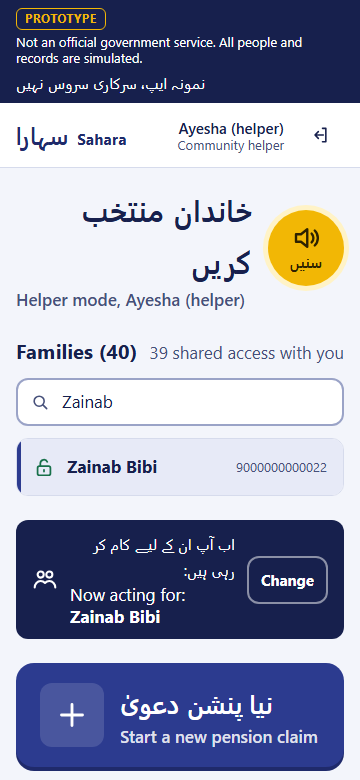 PROTOTYPE
Not an official government service. All people and
records are simulated.
نمونہ ایپ، سرکاری سروس نہیں
سہارا Sahara
Ayesha (helper)
Community helper
خاندان منتخب
کریں
سنیں
Helper mode, Ayesha (helper)
Families (40) 39 shared access with you
Zainab
Zainab Bibi 9000000000022
اب آپ ان کے لیے کام کر
رہی ہیں:
Now acting for:
Zainab Bibi
Change
نیا پنشن دعویٰ
Start a new pension claim